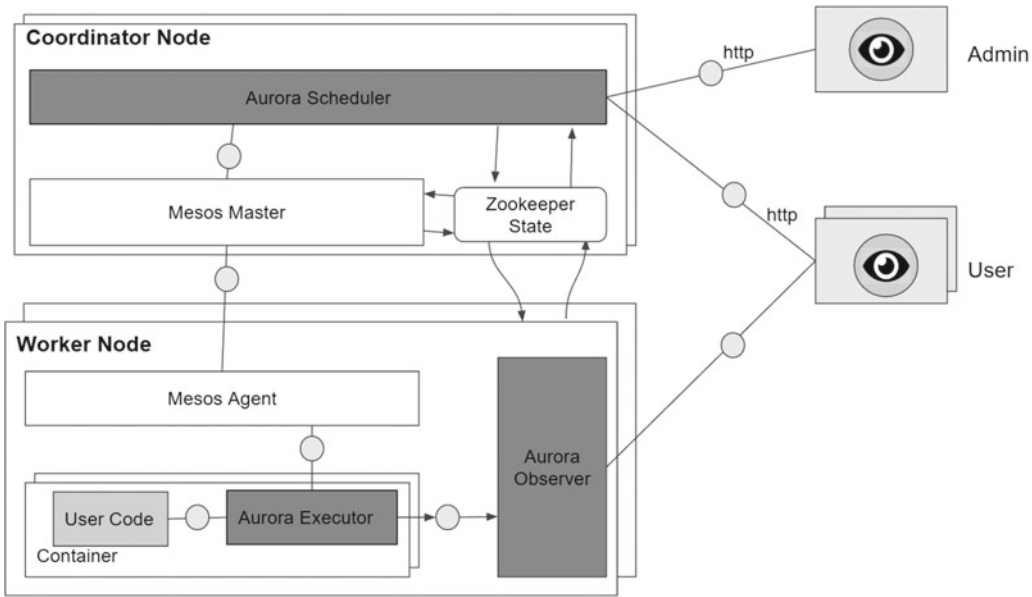 Coordinator Node
Aurora Scheduler
http
Admin
Mesos Master
Zookeeper
State
http
User
Worker Node
Mesos Agent
Aurora
Observer
User Code
Aurora Executor
Container